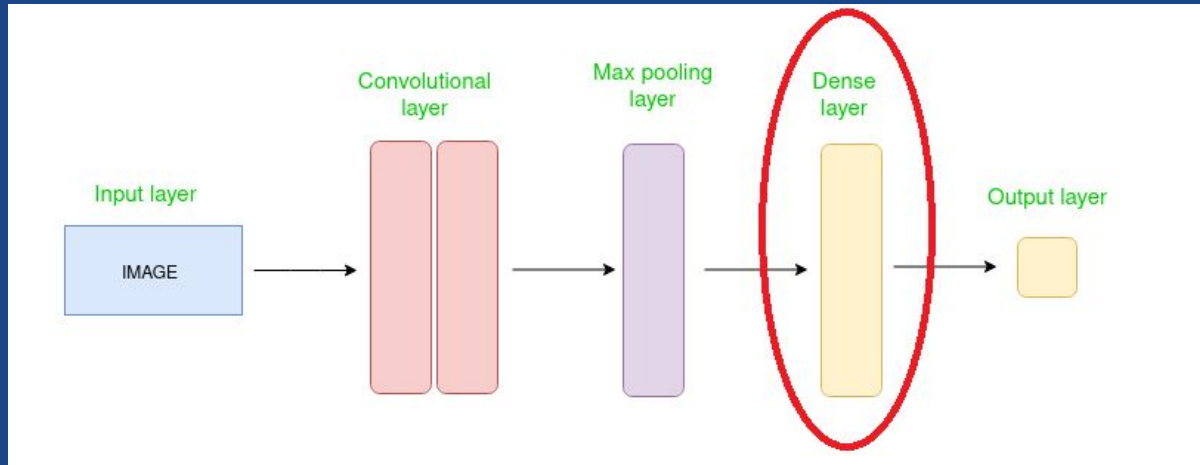 Input layer
IMAGE
Convolutional
layer
Max pooling
layer
Dense
layer
Output layer